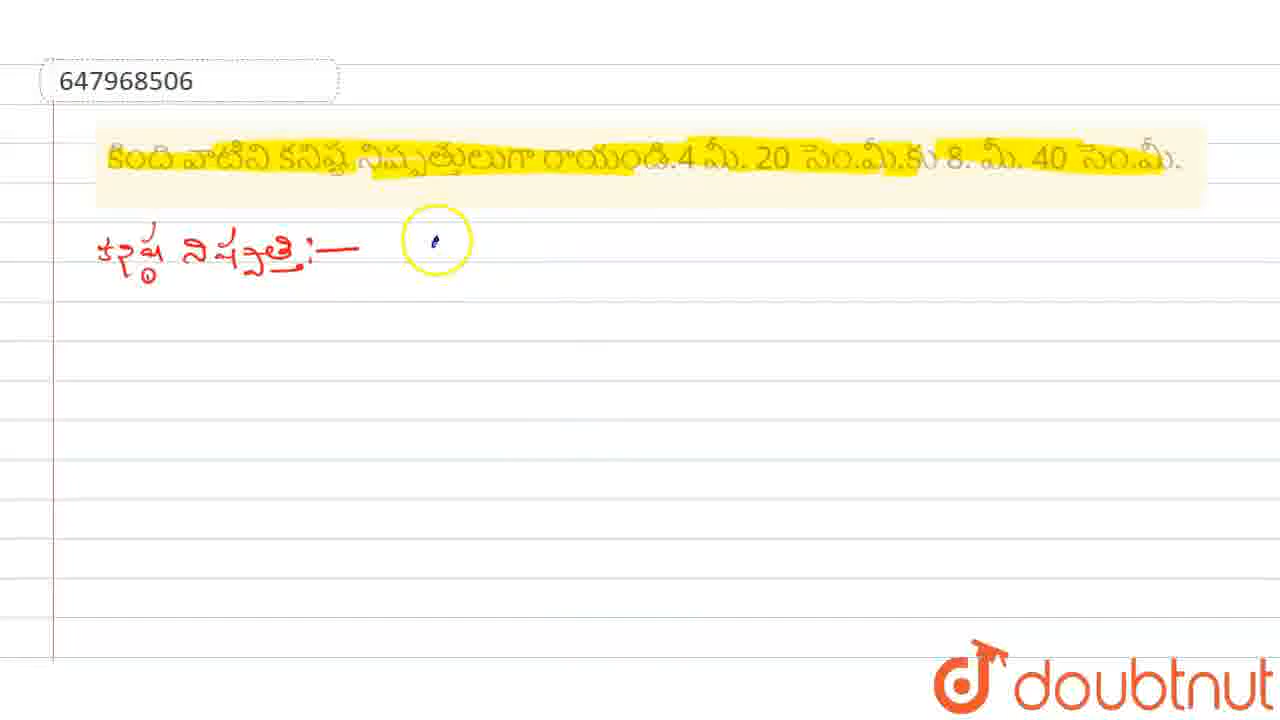 647968506
కింది వాటిని కనిష్ట నిష్పత్తులుగా రాయండి.4 మీ. 20 సెం.మీ.కు 8. మీ. 40 సెం.మీ.
కనిష్ఠ నిష్పత్తి :—
doubtnut